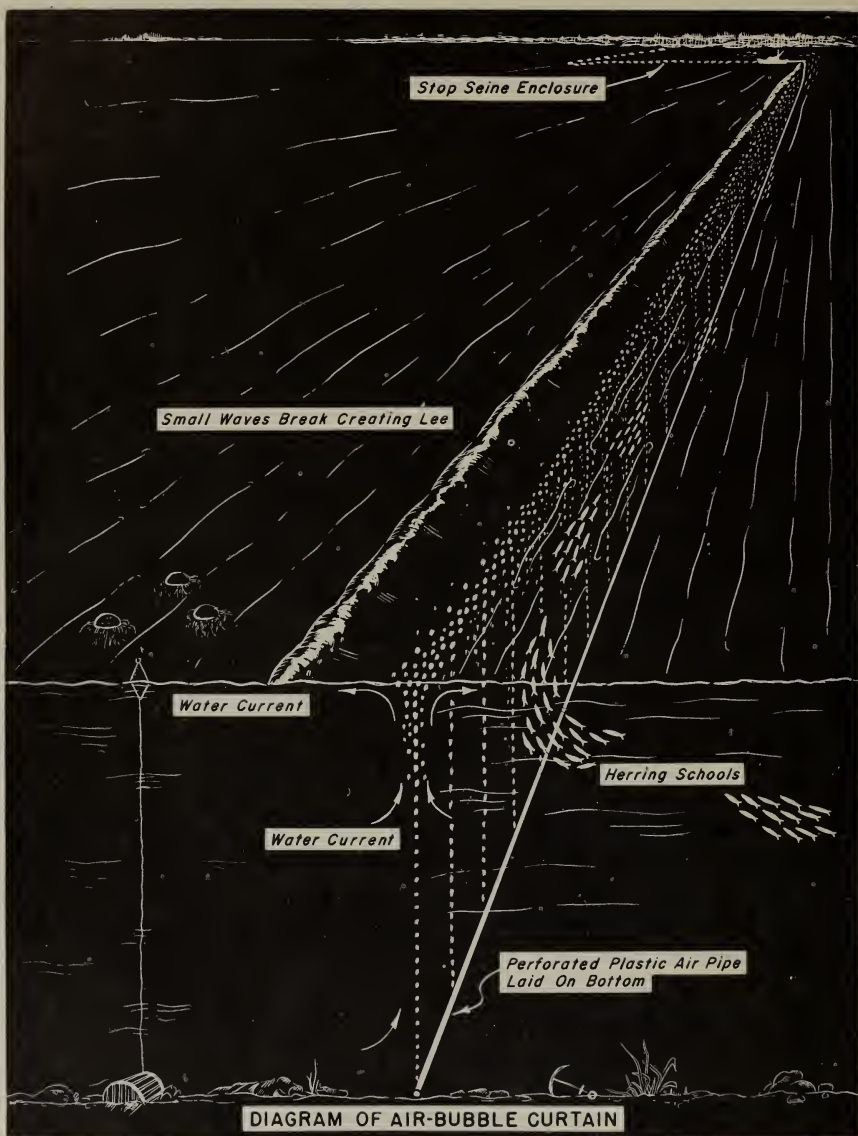 Stop Seine Enclosure
Small Waves Break Creating Lee
Water Current
Herring Schools
Water Current
Perforated Plastic Air Pipe
Laid On Bottom
DIAGRAM OF AIR-BUBBLE CURTAIN